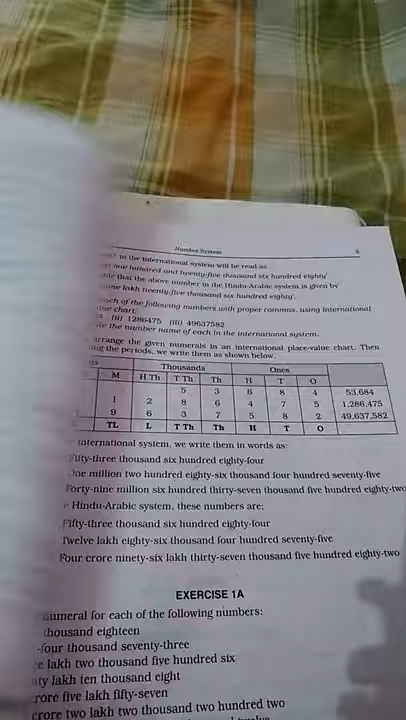 Number System 5
in the International system will be read as
one hundred and twenty-five thousand six hundred eighty'
that the above number in the Hindu-Arabic system is given by
lakh twenty-five thousand six hundred eighty'.
each of the following numbers with proper commas, using international
chart.
(ii) 1286475 (iii) 49637582
the number name of each in the international system.
arrange the given numerals in an international place-value chart. Then
the periods, we write them as shown below.
Thousands Ones
M H Th T Th Th H T O
5 3 6 8 4 53,684
1 2 8 6 4 7 5 1,286,475
9 6 3 7 5 8 2 49,637,582
TL L T Th Th H T O
international system, we write them in words as:
Fifty-three thousand six hundred eighty-four
One million two hundred eighty-six thousand four hundred seventy-five
Forty-nine million six hundred thirty-seven thousand five hundred eighty-two
Hindu-Arabic system, these numbers are:
Fifty-three thousand six hundred eighty-four
Twelve lakh eighty-six thousand four hundred seventy-five
Four crore ninety-six lakh thirty-seven thousand five hundred eighty-two
EXERCISE 1A
numeral for each of the following numbers:
thousand eighteen
-four thousand seventy-three
lakh two thousand five hundred six
lakh ten thousand eight
crore five lakh fifty-seven
crore two lakh two thousand two hundred two